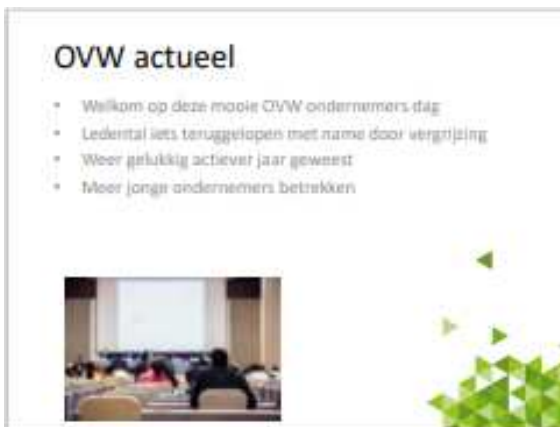 OVW actueel
• Welkom op deze mooie OVW ondernemers dag
• Ledental iets teruggelopen met name door vergrijzing
• Weer gelukkig actiever jaar geweest
• Meer jonge ondernemers betrekken